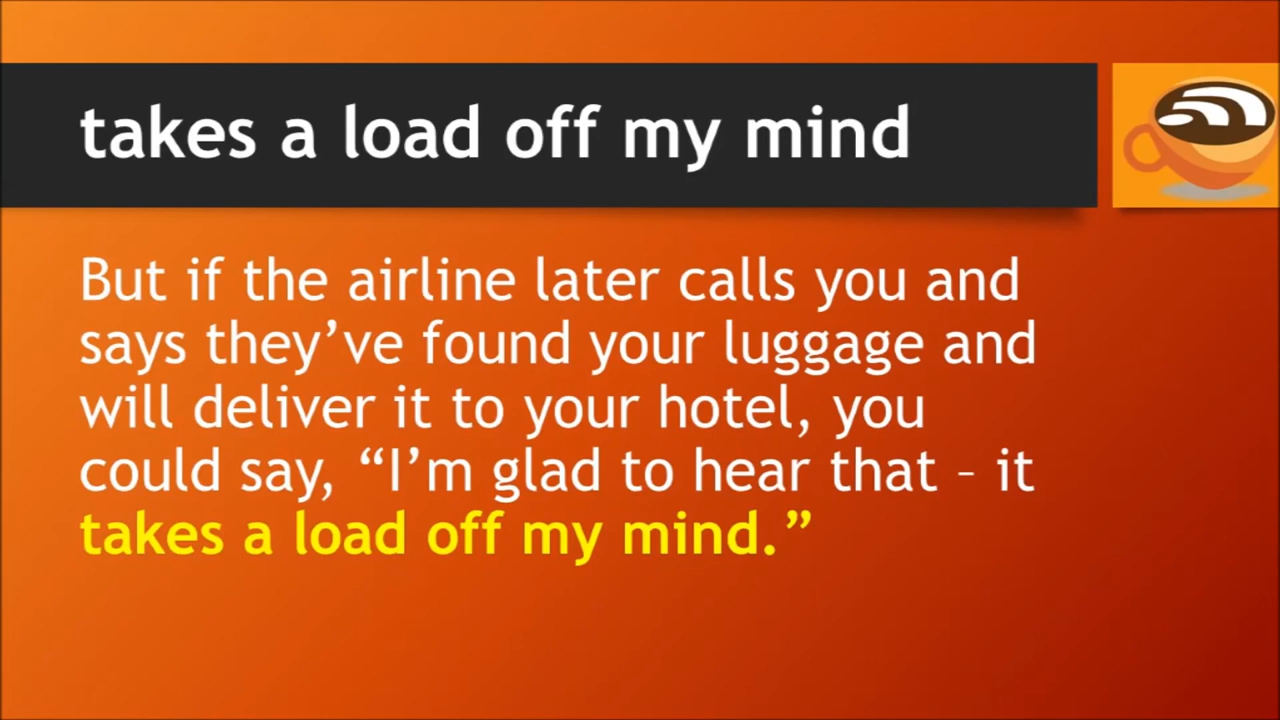 takes a load off my mind
But if the airline later calls you and
says they’ve found your luggage and
will deliver it to your hotel, you
could say, “I’m glad to hear that – it
takes a load off my mind.”